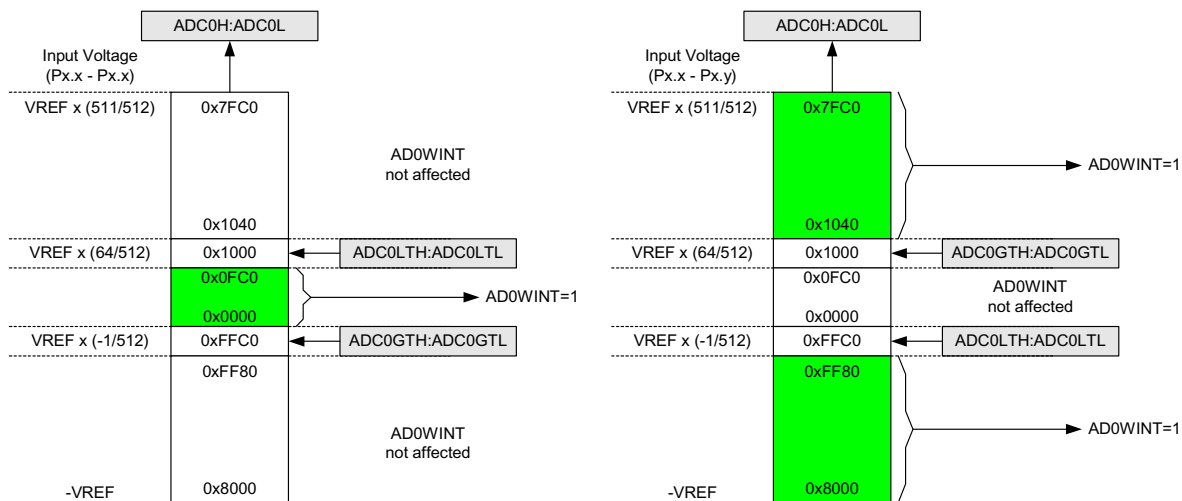 ADC0H:ADC0L
Input Voltage
(Px.x - Px.x)
VREF x (511/512)
0x7FC0
AD0WINT
not affected
0x1040
VREF x (64/512)
0x1000
ADC0LTH:ADC0LTL
0x0FC0
AD0WINT=1
0x0000
VREF x (-1/512)
0xFFC0
ADC0GTH:ADC0GTL
0xFF80
AD0WINT
not affected
-VREF
0x8000
ADC0H:ADC0L
Input Voltage
(Px.x - Px.y)
VREF x (511/512)
0x7FC0
AD0WINT=1
0x1040
VREF x (64/512)
0x1000
ADC0GTH:ADC0GTL
0x0FC0
AD0WINT
not affected
0x0000
VREF x (-1/512)
0xFFC0
ADC0LTH:ADC0LTL
0xFF80
AD0WINT=1
-VREF
0x8000